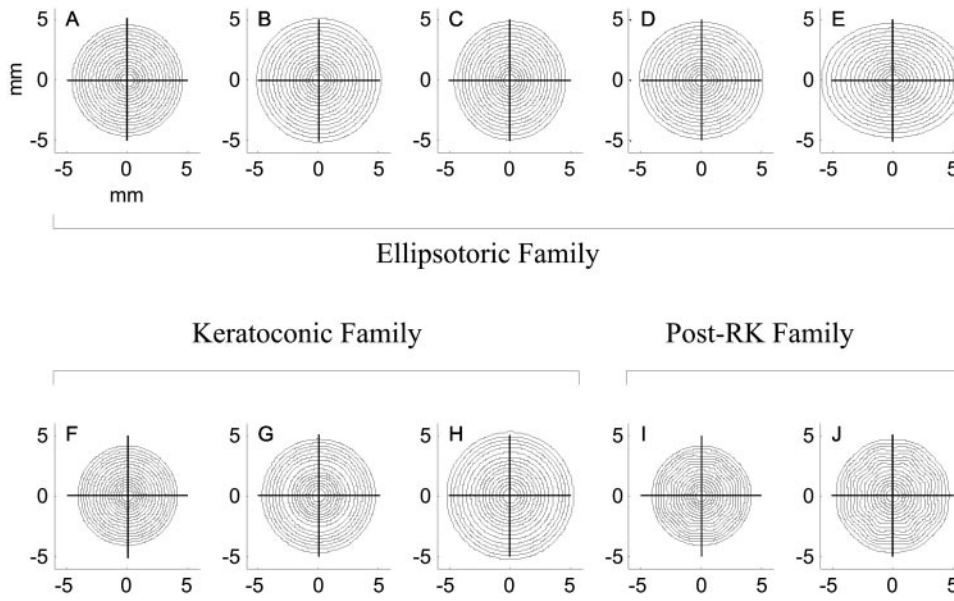 A B C D E
5 5 5 5 5
mm 0 0 0 0 0
-5 -5 -5 -5 -5
-5 0 5 -5 0 5 -5 0 5 -5 0 5 -5 0 5
mm
Ellipsotoric Family
Keratoconic Family Post-RK Family
F G H I J
5 5 5 5 5
0 0 0 0 0
-5 -5 -5 -5 -5
-5 0 5 -5 0 5 -5 0 5 -5 0 5 -5 0 5